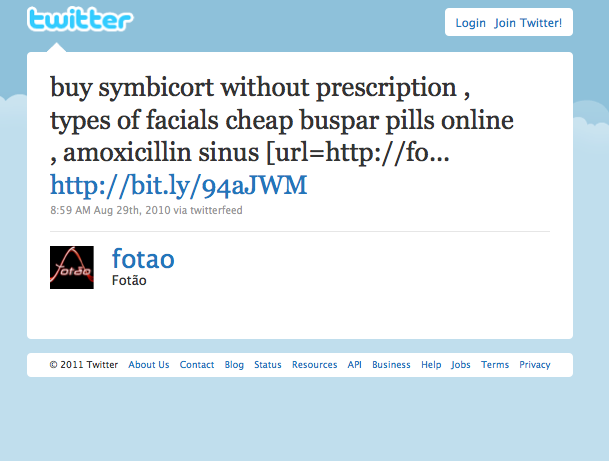 twitter
Login Join Twitter!
buy symbicort without prescription ,
types of facials cheap buspar pills online
, amoxicillin sinus [url=http://fo...
http://bit.ly/94aJWM
8:59 AM Aug 29th, 2010 via twitterfeed
fotao
Fotão
Fotão
© 2011 Twitter About Us Contact Blog Status Resources API Business Help Jobs Terms Privacy